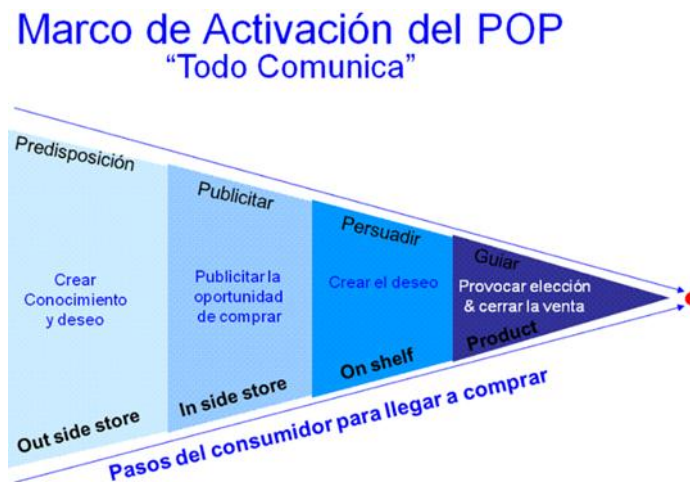 Marco de Activación del POP
“Todo Comunica”
Predisposición
Crear
Conocimiento
y deseo
Out side store
Publicitar
Publicitar la
oportunidad
de comprar
In side store
Persuadir
Crear el deseo
On shelf
Guiar
Provocar elección
& cerrar la venta
Product
Pasos del consumidor para llegar a comprar